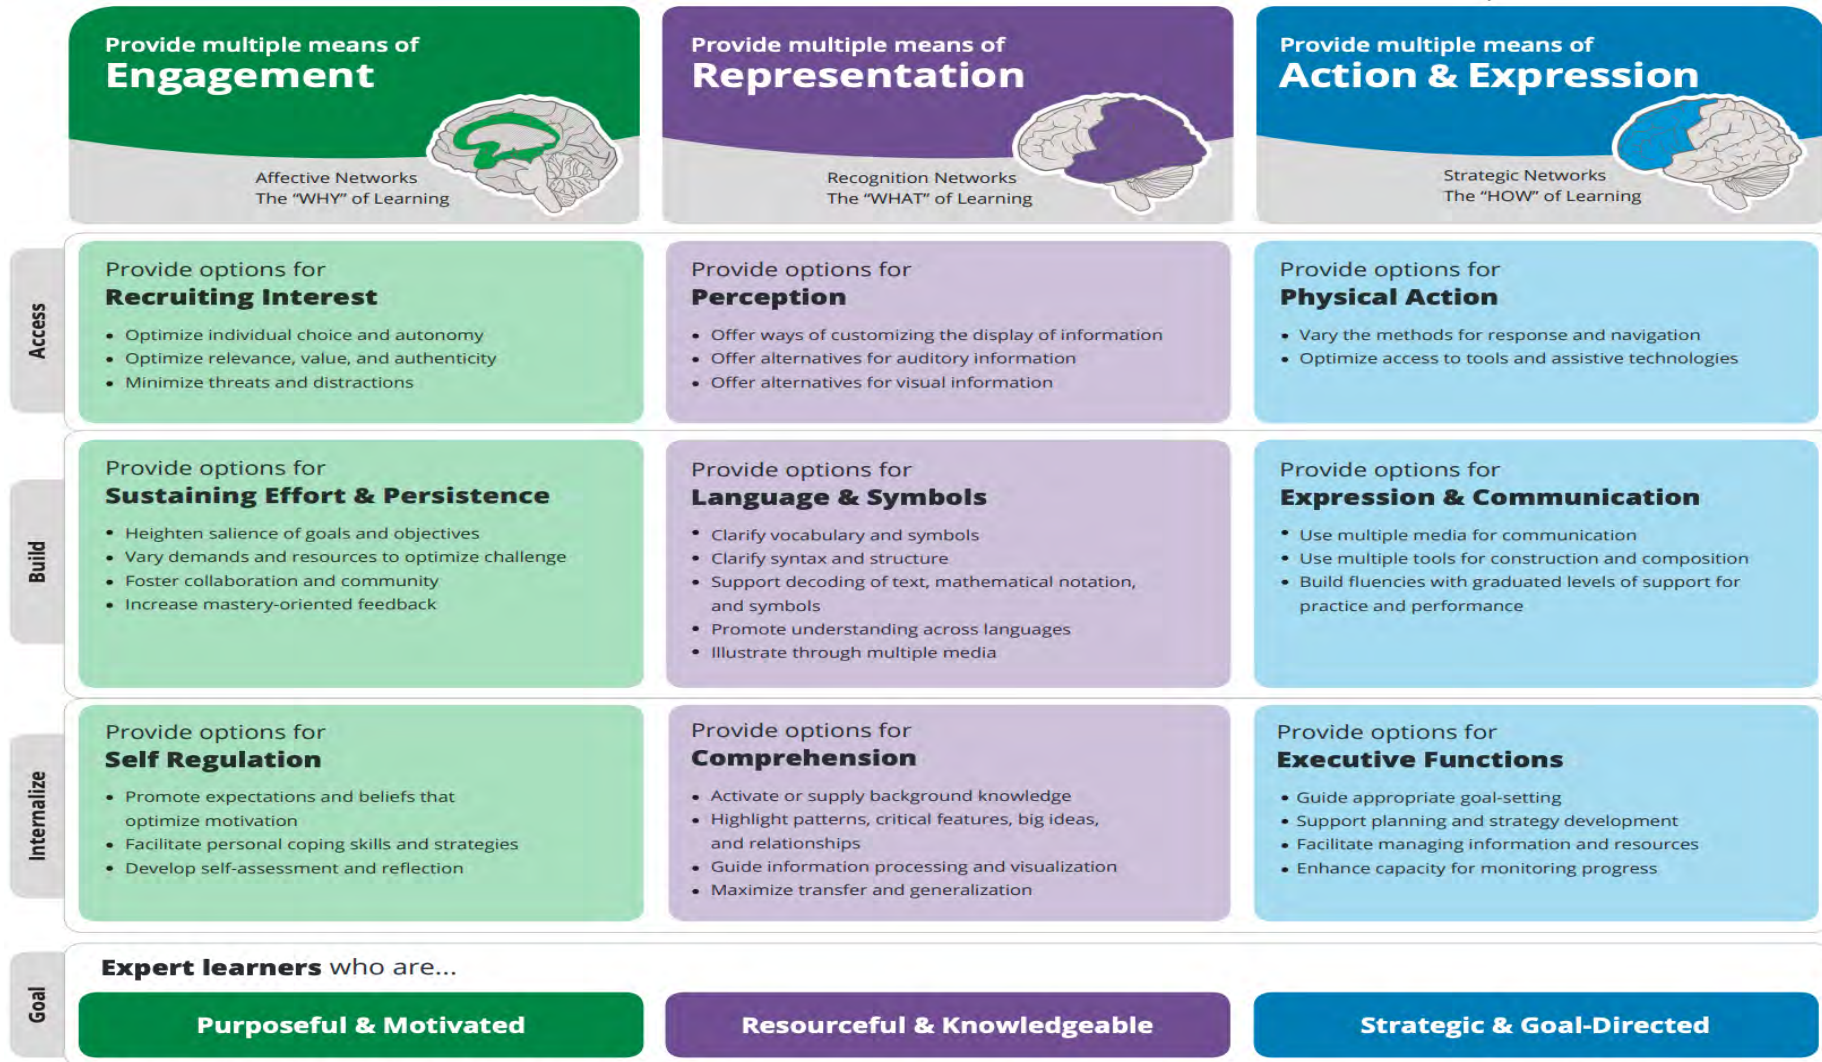 Provide multiple means of
Engagement
Affective Networks
The “WHY” of Learning
Provide multiple means of
Representation
Recognition Networks
The “WHAT” of Learning
Provide multiple means of
Action & Expression
Strategic Networks
The “HOW” of Learning
Access
Provide options for
Recruiting Interest
• Optimize individual choice and autonomy
• Optimize relevance, value, and authenticity
• Minimize threats and distractions
Provide options for
Perception
• Offer ways of customizing the display of information
• Offer alternatives for auditory information
• Offer alternatives for visual information
Provide options for
Physical Action
• Vary the methods for response and navigation
• Optimize access to tools and assistive technologies
Build
Provide options for
Sustaining Effort & Persistence
• Heighten salience of goals and objectives
• Vary demands and resources to optimize challenge
• Foster collaboration and community
• Increase mastery-oriented feedback
Provide options for
Language & Symbols
• Clarify vocabulary and symbols
• Clarify syntax and structure
• Support decoding of text, mathematical notation,
and symbols
• Promote understanding across languages
• Illustrate through multiple media
Provide options for
Expression & Communication
• Use multiple media for communication
• Use multiple tools for construction and composition
• Build fluencies with graduated levels of support for
practice and performance
Internalize
Provide options for
Self Regulation
• Promote expectations and beliefs that
optimize motivation
• Facilitate personal coping skills and strategies
• Develop self-assessment and reflection
Provide options for
Comprehension
• Activate or supply background knowledge
• Highlight patterns, critical features, big ideas,
and relationships
• Guide information processing and visualization
• Maximize transfer and generalization
Provide options for
Executive Functions
• Guide appropriate goal-setting
• Support planning and strategy development
• Facilitate managing information and resources
• Enhance capacity for monitoring progress
Goal
Expert learners who are...
Purposeful & Motivated
Resourceful & Knowledgeable
Strategic & Goal-Directed